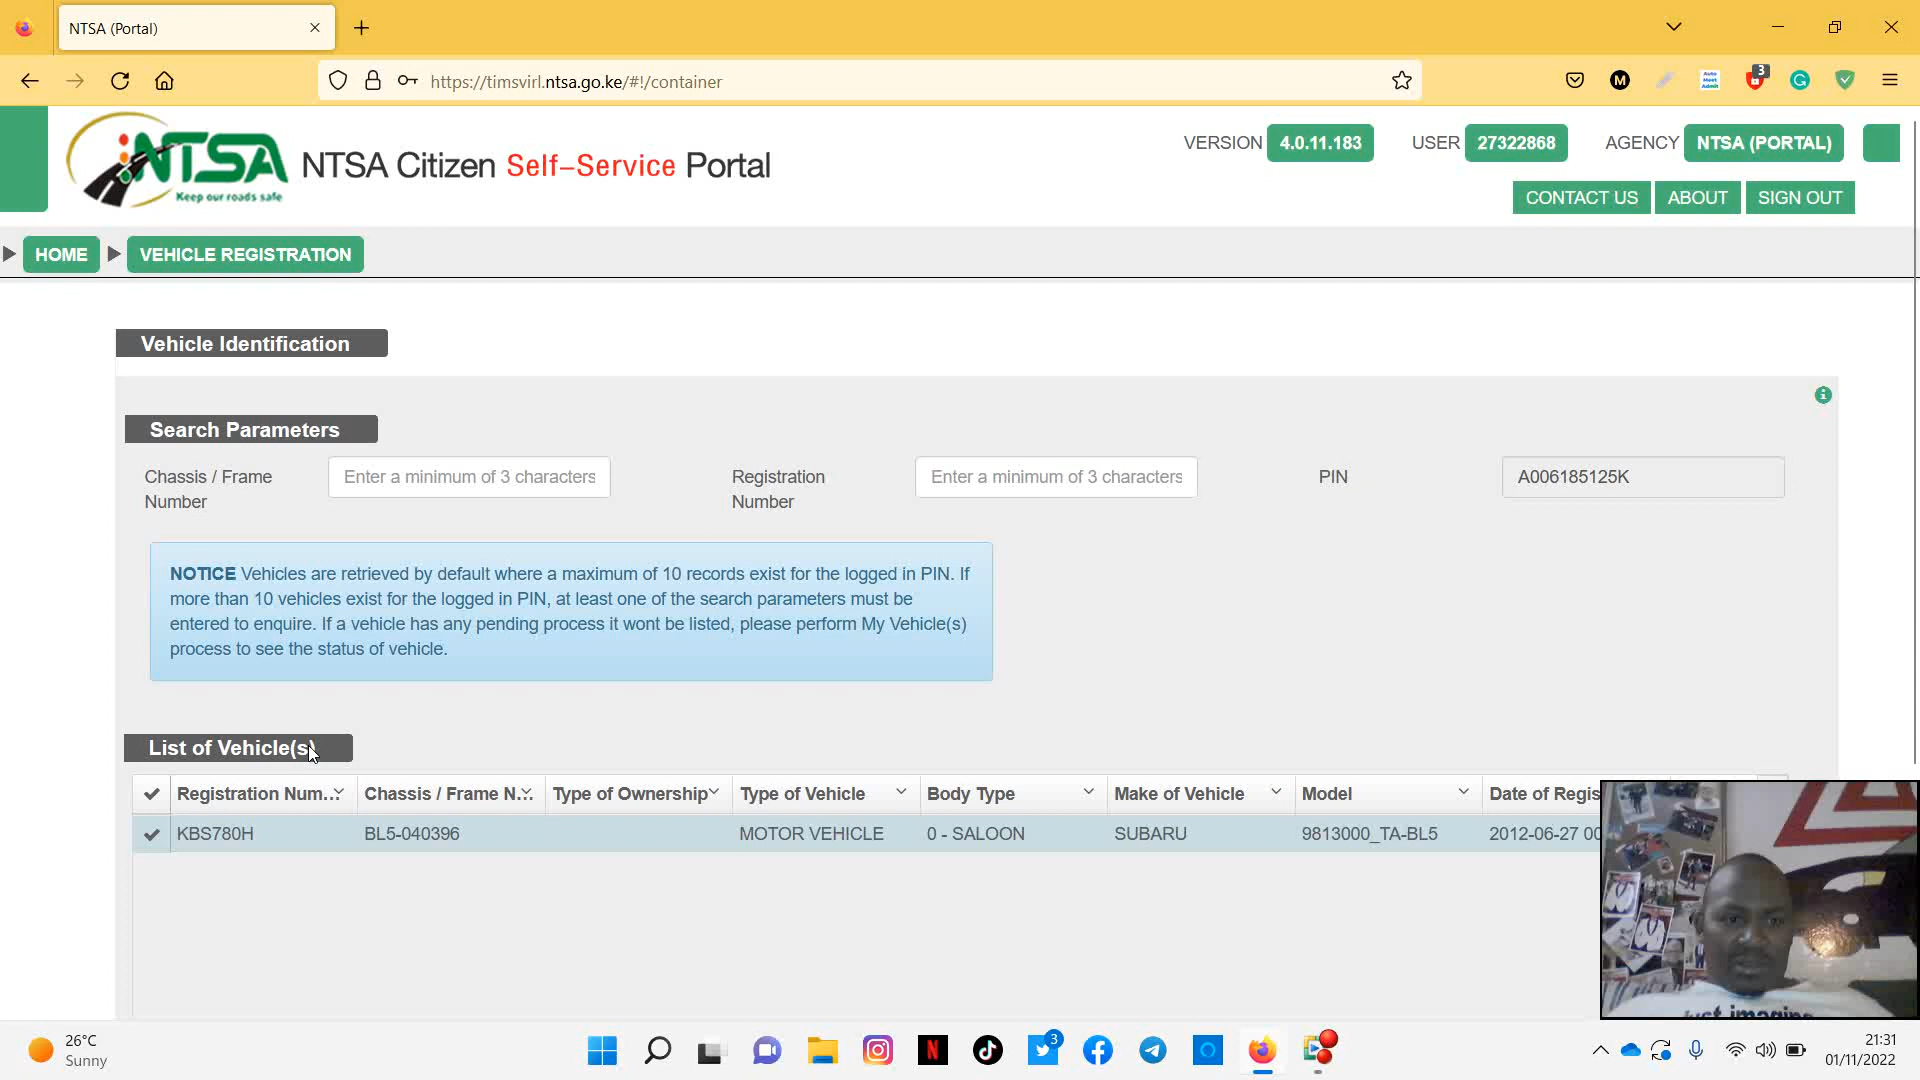 NTSA (Portal)
https://timsvirl.ntsa.go.ke/#!/container
M
Auto Meet Admit
3
NTSA
Keep our roads safe
NTSA Citizen Self-Service Portal
VERSION 4.0.11.183 USER 27322868 AGENCY NTSA (PORTAL)
CONTACT US ABOUT SIGN OUT
HOME VEHICLE REGISTRATION
Vehicle Identification
Search Parameters
Chassis / Frame Enter a minimum of 3 characters Registration Enter a minimum of 3 characters PIN A006185125K
Number Number
NOTICE Vehicles are retrieved by default where a maximum of 10 records exist for the logged in PIN. If
more than 10 vehicles exist for the logged in PIN, at least one of the search parameters must be
entered to enquire. If a vehicle has any pending process it wont be listed, please perform My Vehicle(s)
process to see the status of vehicle.
List of Vehicle(s)
Registration Num... Chassis / Frame N... Type of Ownership Type of Vehicle Body Type Make of Vehicle Model Date of Regis
KBS780H BL5-040396 MOTOR VEHICLE 0 - SALOON SUBARU 9813000_TA-BL5 2012-06-27 00
just imagine
26°C
Sunny
3
21:31
01/11/2022